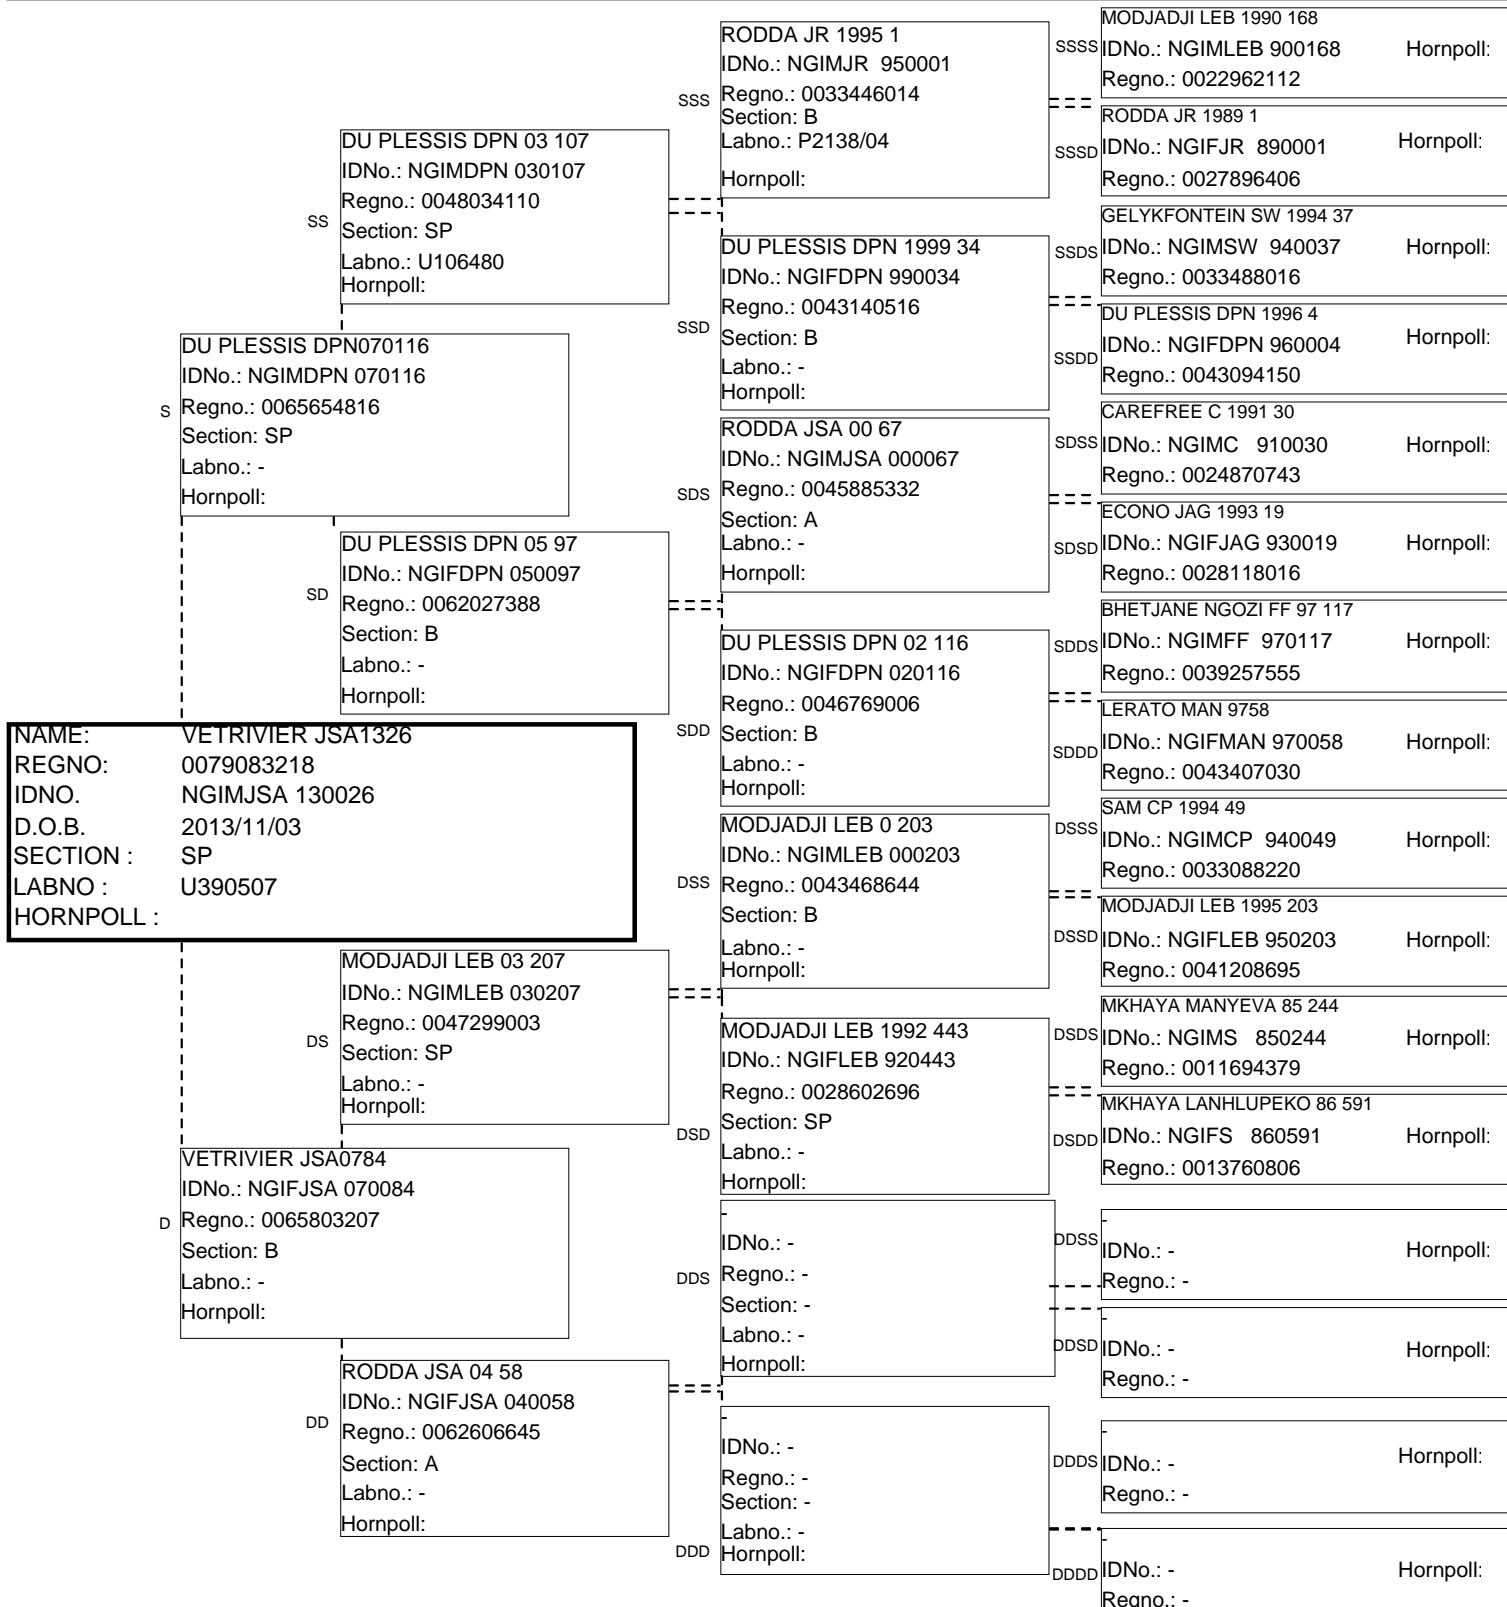 NAME: VETRIVIER JSA1326
REGNO: 0079083218
IDNO. NGIMJSA 130026
D.O.B. 2013/11/03
SECTION : SP
LABNO : U390507
HORNPOLL :
S
DU PLESSIS DPN070116
IDNo.: NGIMDPN 070116
Regno.: 0065654816
Section: SP
Labno.: -
Hornpoll:
D
VETRIVIER JSA0784
IDNo.: NGIFJSA 070084
Regno.: 0065803207
Section: B
Labno.: -
Hornpoll:
SS
DU PLESSIS DPN 03 107
IDNo.: NGIMDPN 030107
Regno.: 0048034110
Section: SP
Labno.: U106480
Hornpoll:
SD
DU PLESSIS DPN 05 97
IDNo.: NGIFDPN 050097
Regno.: 0062027388
Section: B
Labno.: -
Hornpoll:
DS
MODJADJI LEB 03 207
IDNo.: NGIMLEB 030207
Regno.: 0047299003
Section: SP
Labno.: -
Hornpoll:
DD
RODDA JSA 04 58
IDNo.: NGIFJSA 040058
Regno.: 0062606645
Section: A
Labno.: -
Hornpoll:
SSS
RODDA JR 1995 1
IDNo.: NGIMJR 950001
Regno.: 0033446014
Section: B
Labno.: P2138/04
Hornpoll:
SSD
DU PLESSIS DPN 1999 34
IDNo.: NGIFDPN 990034
Regno.: 0043140516
Section: B
Labno.: -
Hornpoll:
SDS
RODDA JSA 00 67
IDNo.: NGIMJSA 000067
Regno.: 0045885332
Section: A
Labno.: -
Hornpoll:
SDD
DU PLESSIS DPN 02 116
IDNo.: NGIFDPN 020116
Regno.: 0046769006
Section: B
Labno.: -
Hornpoll:
DSS
MODJADJI LEB 0 203
IDNo.: NGIMLEB 000203
Regno.: 0043468644
Section: B
Labno.: -
Hornpoll:
DSD
MODJADJI LEB 1992 443
IDNo.: NGIFLEB 920443
Regno.: 0028602696
Section: SP
Labno.: -
Hornpoll:
DDS
-
IDNo.: -
Regno.: -
Section: -
Labno.: -
Hornpoll:
DDD
-
IDNo.: -
Regno.: -
Section: -
Labno.: -
Hornpoll:
SSSS
MODJADJI LEB 1990 168
IDNo.: NGIMLEB 900168 Hornpoll:
Regno.: 0022962112
SSSD
RODDA JR 1989 1
IDNo.: NGIFJR 890001 Hornpoll:
Regno.: 0027896406
SSDS
GELYKFONTEIN SW 1994 37
IDNo.: NGIMSW 940037 Hornpoll:
Regno.: 0033488016
SSDD
DU PLESSIS DPN 1996 4
IDNo.: NGIFDPN 960004 Hornpoll:
Regno.: 0043094150
SDSS
CAREFREE C 1991 30
IDNo.: NGIMC 910030 Hornpoll:
Regno.: 0024870743
SDSD
ECONO JAG 1993 19
IDNo.: NGIFJAG 930019 Hornpoll:
Regno.: 0028118016
SDDS
BHETJANE NGOZI FF 97 117
IDNo.: NGIMFF 970117 Hornpoll:
Regno.: 0039257555
SDDD
LERATO MAN 9758
IDNo.: NGIFMAN 970058 Hornpoll:
Regno.: 0043407030
DSSS
SAM CP 1994 49
IDNo.: NGIMCP 940049 Hornpoll:
Regno.: 0033088220
DSSD
MODJADJI LEB 1995 203
IDNo.: NGIFLEB 950203 Hornpoll:
Regno.: 0041208695
DSDS
MKHAYA MANYEVA 85 244
IDNo.: NGIMS 850244 Hornpoll:
Regno.: 0011694379
DSDD
MKHAYA LANHLUPEKO 86 591
IDNo.: NGIFS 860591 Hornpoll:
Regno.: 0013760806
DDSS
-
IDNo.: - Hornpoll:
Regno.: -
DDSD
-
IDNo.: - Hornpoll:
Regno.: -
DDDS
-
IDNo.: - Hornpoll:
Regno.: -
DDDD
-
IDNo.: - Hornpoll:
Regno.: -